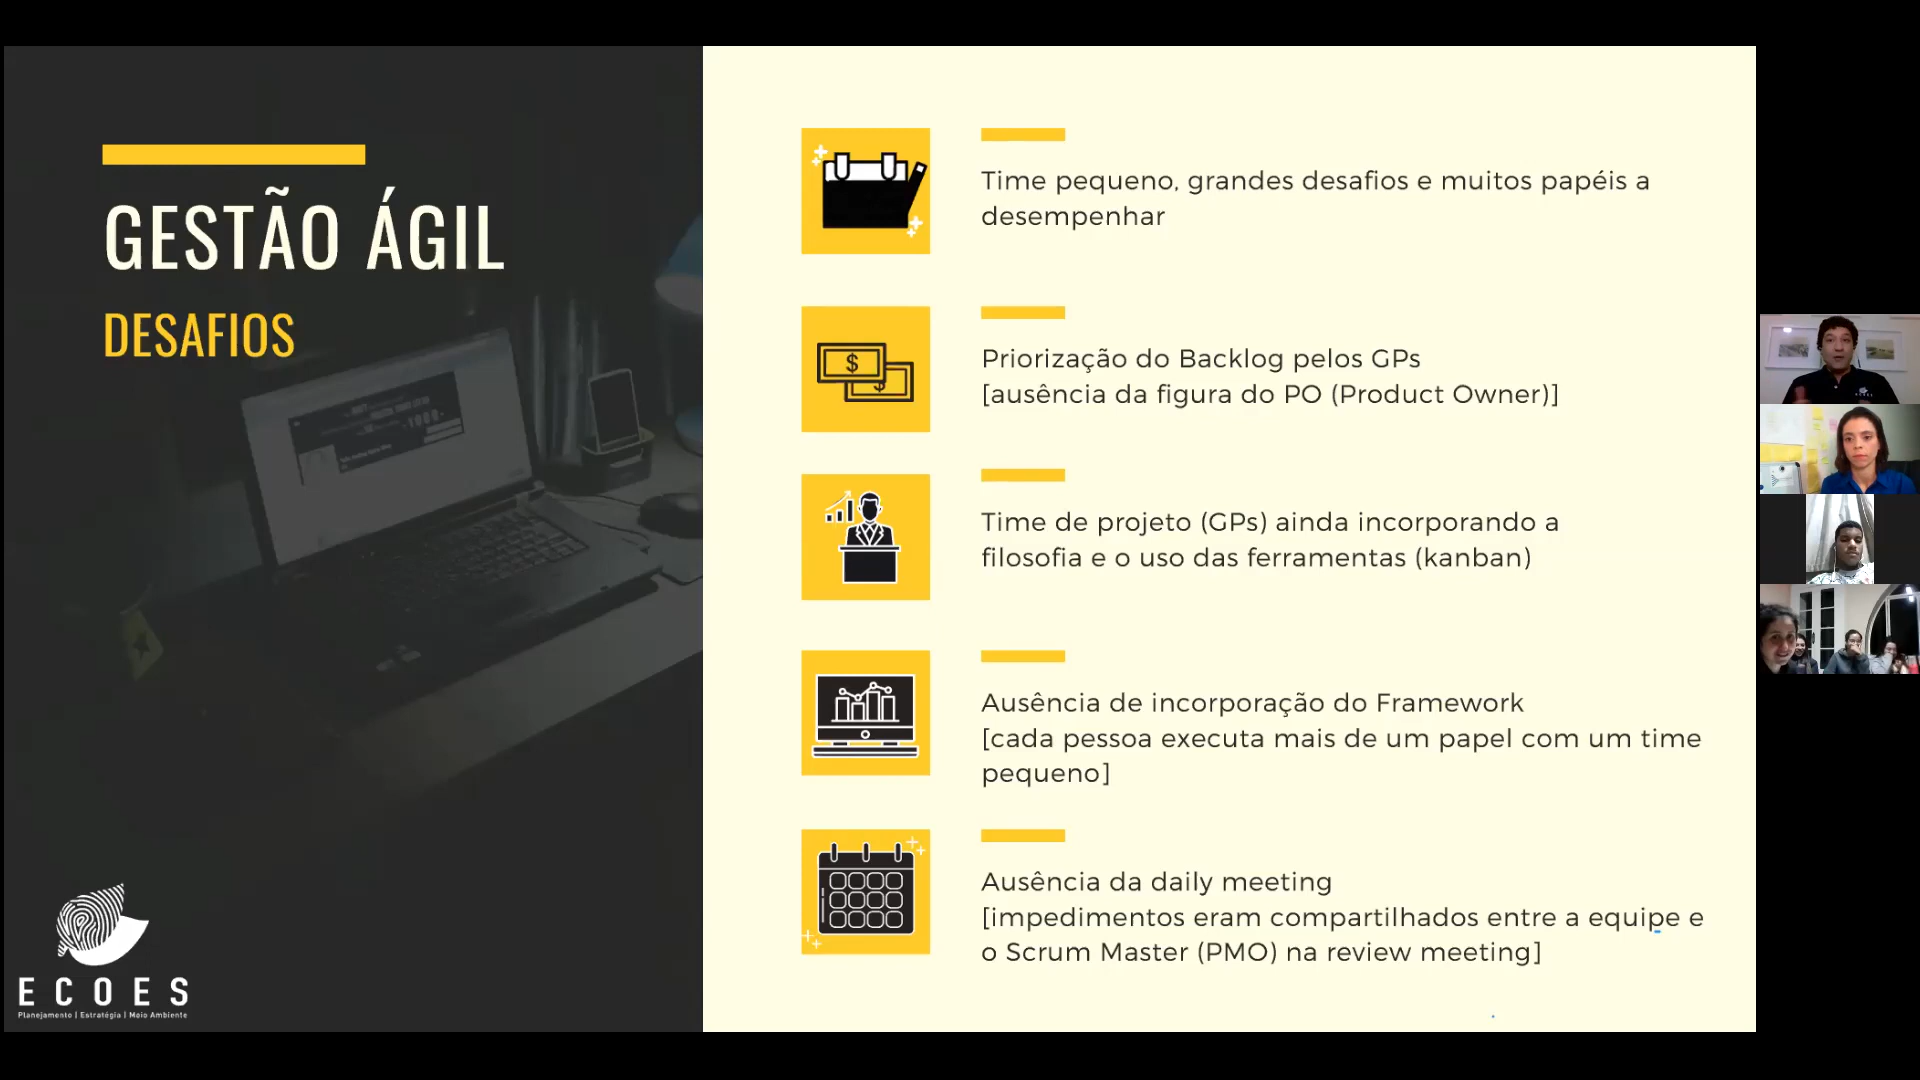 GESTÃO ÁGIL
DESAFIOS
Time pequeno, grandes desafios e muitos papéis a
desempenhar
Priorização do Backlog pelos GPs
[ausência da figura do PO (Product Owner)]
Time de projeto (GPs) ainda incorporando a
filosofia e o uso das ferramentas (kanban)
Ausência de incorporação do Framework
[cada pessoa executa mais de um papel com um time
pequeno]
Ausência da daily meeting
[impedimentos eram compartilhados entre a equipe e
o Scrum Master (PMO) na review meeting]
ECOES
Planejamento | Estratégia | Meio Ambiente